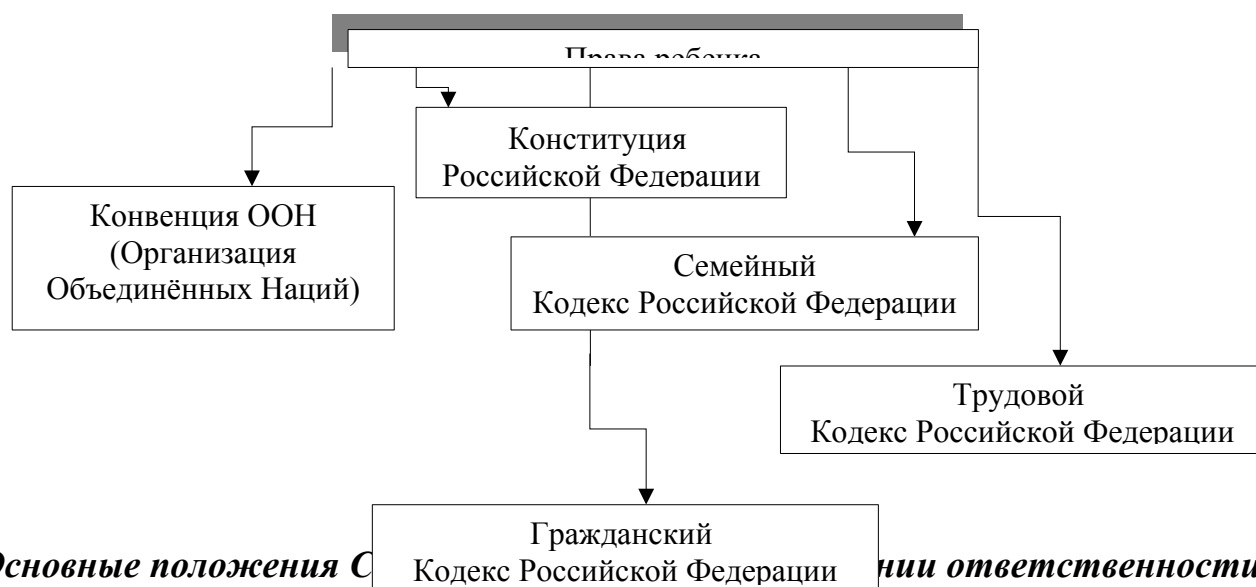 Права ребенка
Конституция
Российской Федерации
Конвенция ООН
(Организация
Объединённых Наций)
Семейный
Кодекс Российской Федерации
Трудовой
Кодекс Российской Федерации
Гражданский
Кодекс Российской Федерации
Основные положения ответственности